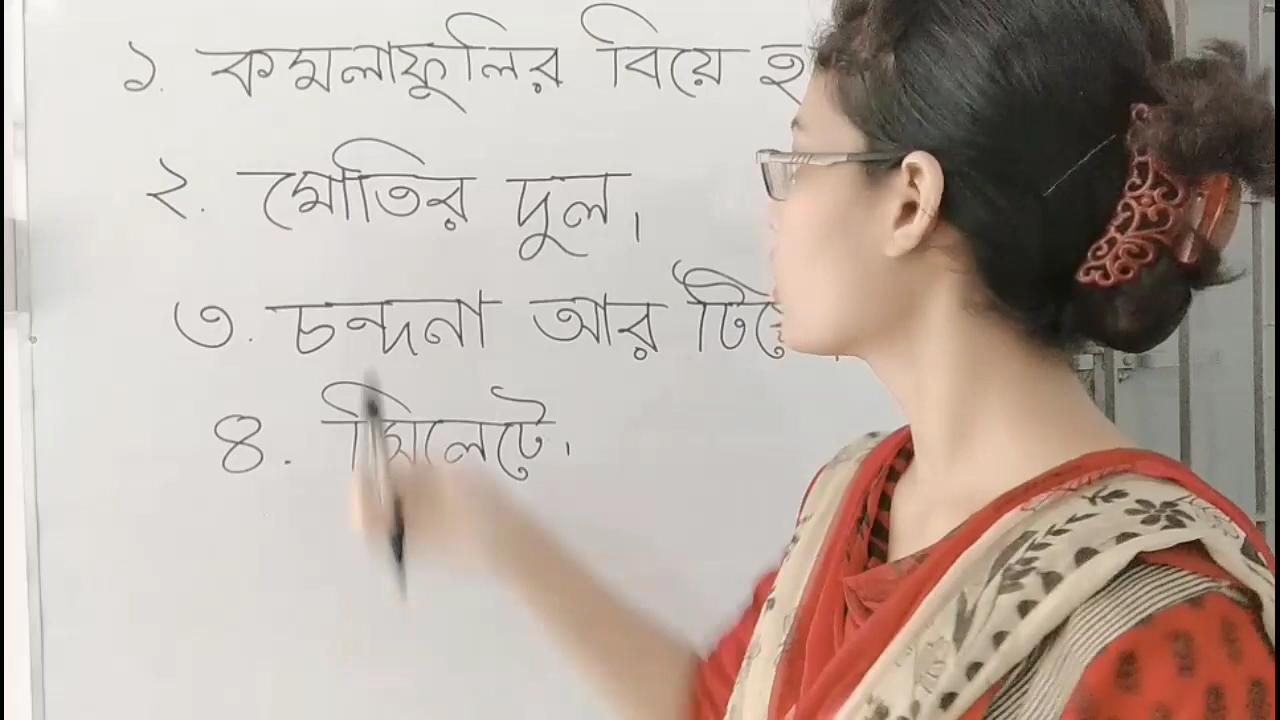 ১. কমলাফুলির বিয়ে
২. মোতির দুল।
৩. চন্দনা আর
৪. সিলেটে।